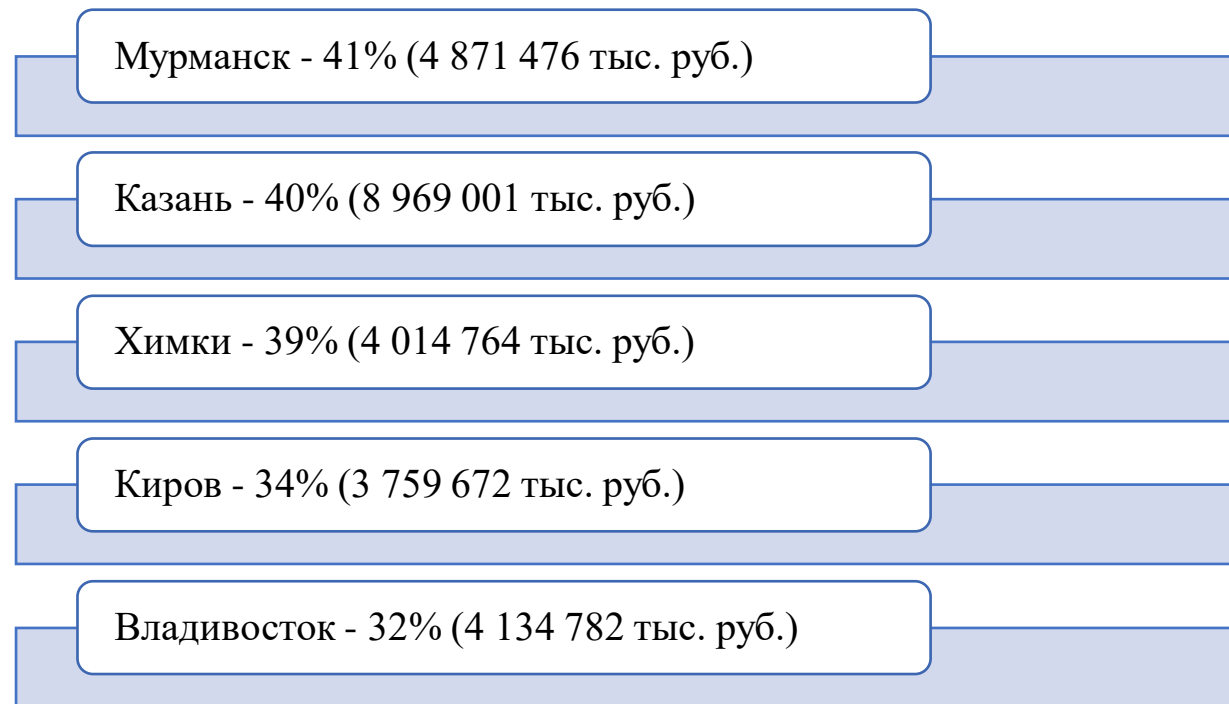 Мурманск - 41% (4 871 476 тыс. руб.)
Казань - 40% (8 969 001 тыс. руб.)
Химки - 39% (4 014 764 тыс. руб.)
Киров - 34% (3 759 672 тыс. руб.)
Владивосток - 32% (4 134 782 тыс. руб.)